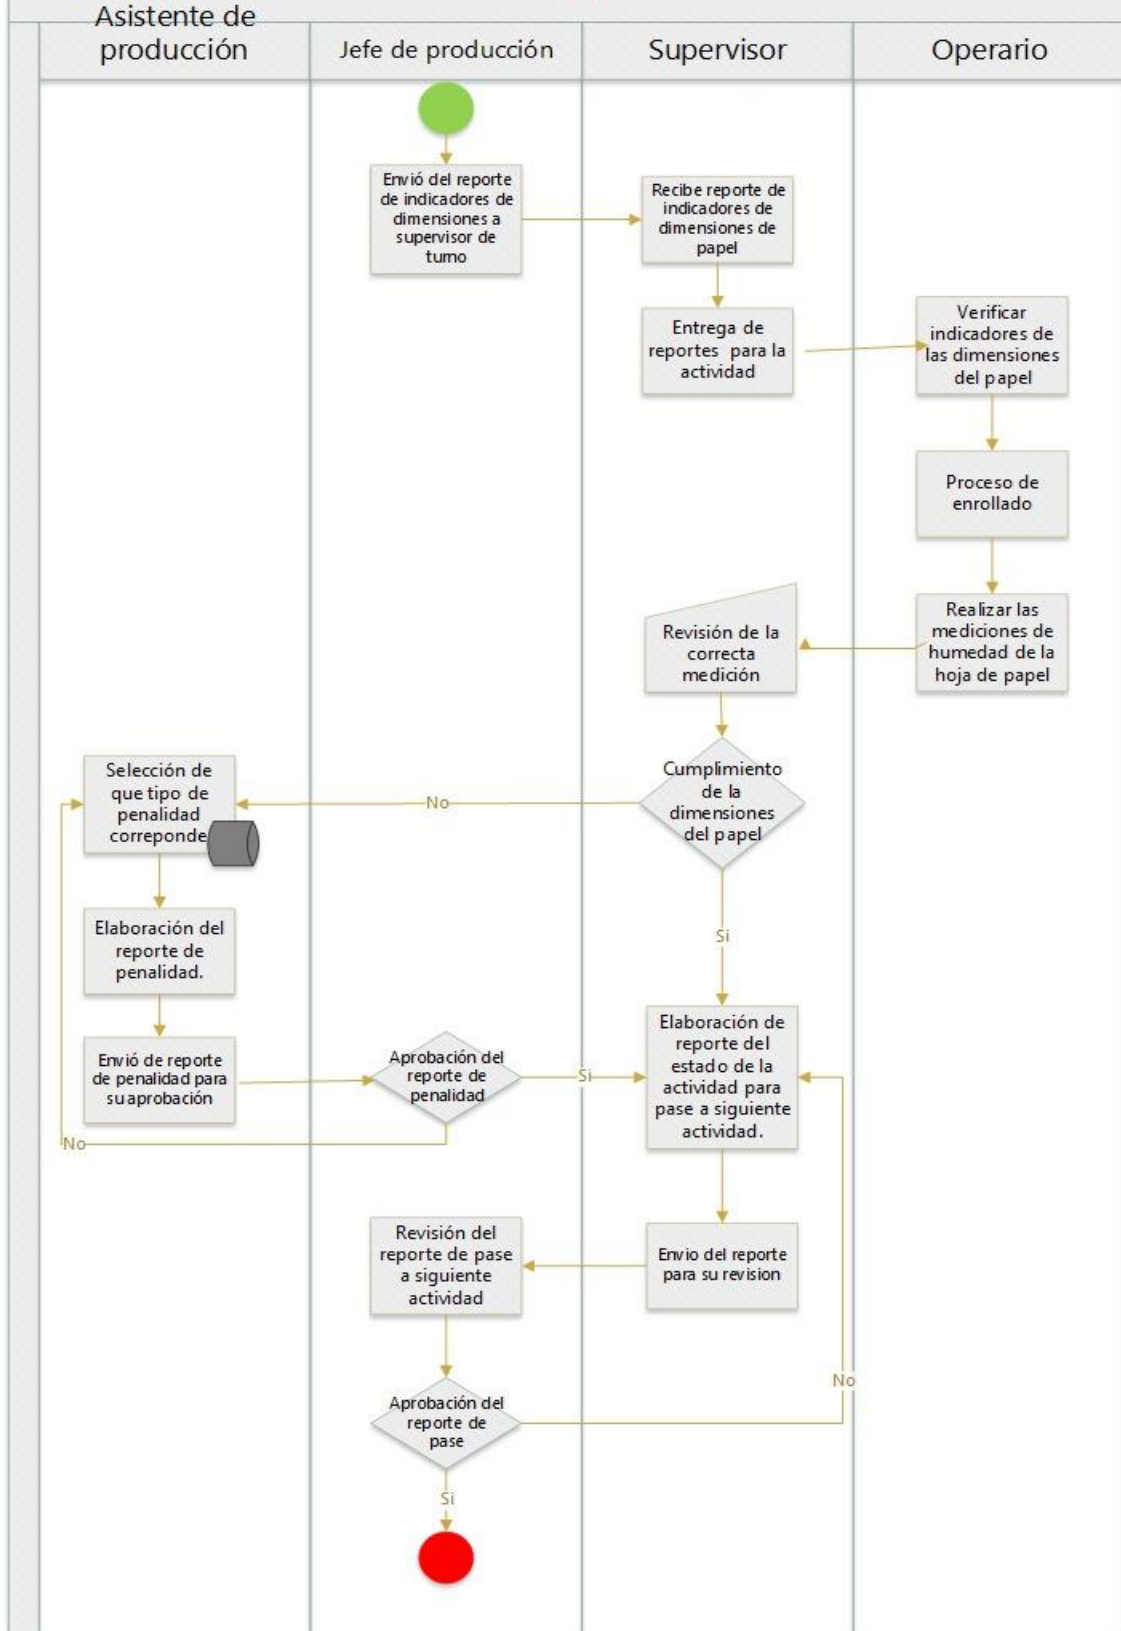 Asistente de
producción
Jefe de producción
Supervisor
Operario
Envió del reporte
de indicadores de
dimensiones a
supervisor de
turno
Recibe reporte de
indicadores de
dimensiones de
papel
Entrega de
reportes para la
actividad
Verificar
indicadores de
las dimensiones
del papel
Proceso de
enrollado
Realizar las
mediciones de
humedad de la
hoja de papel
Revisión de la
correcta
medición
Cumplimiento
de la
dimensiones
del papel
No
Selección de
que tipo de
penalidad
correponde
Si
Elaboración del
reporte de
penalidad.
Envió de reporte
de penalidad para
su aprobación
Aprobación del
reporte de
penalidad
Si
No
Elaboración de
reporte del
estado de la
actividad para
pase a siguiente
actividad.
Envio del reporte
para su revision
Revisión del
reporte de pase
a siguiente
actividad
Aprobación del
reporte de
pase
No
Si